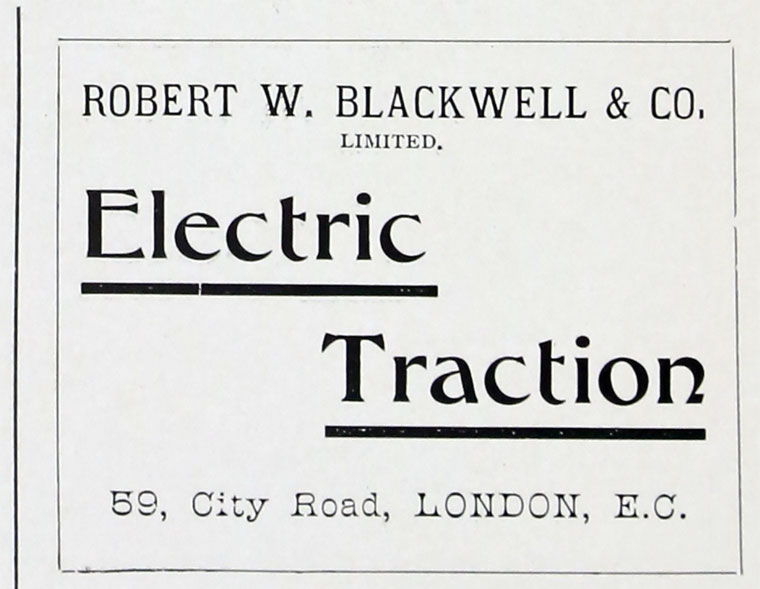 ROBERT W. BLACKWELL & CO.
LIMITED.
Electric
Traction
59, City Road, LONDON, E.C.